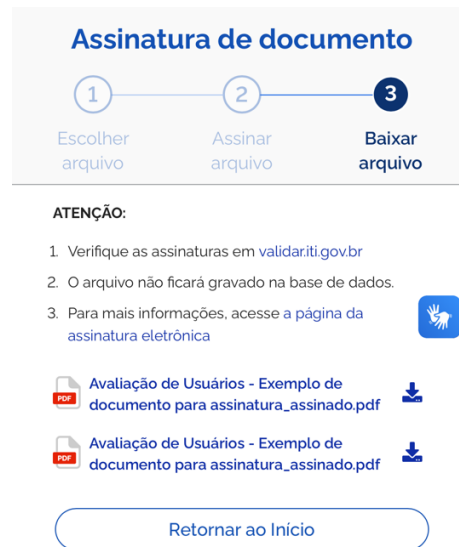 Assinatura de documento
1
2
3
Escolher
arquivo
Assinar
arquivo
Baixar
arquivo
ATENÇÃO:
1. Verifique as assinaturas em validar.iti.gov.br
2. O arquivo não ficará gravado na base de dados.
3. Para mais informações, acesse a página da
assinatura eletrônica
PDF
Avaliação de Usuários - Exemplo de
documento para assinatura_assinado.pdf
PDF
Avaliação de Usuários - Exemplo de
documento para assinatura_assinado.pdf
Retornar ao Início